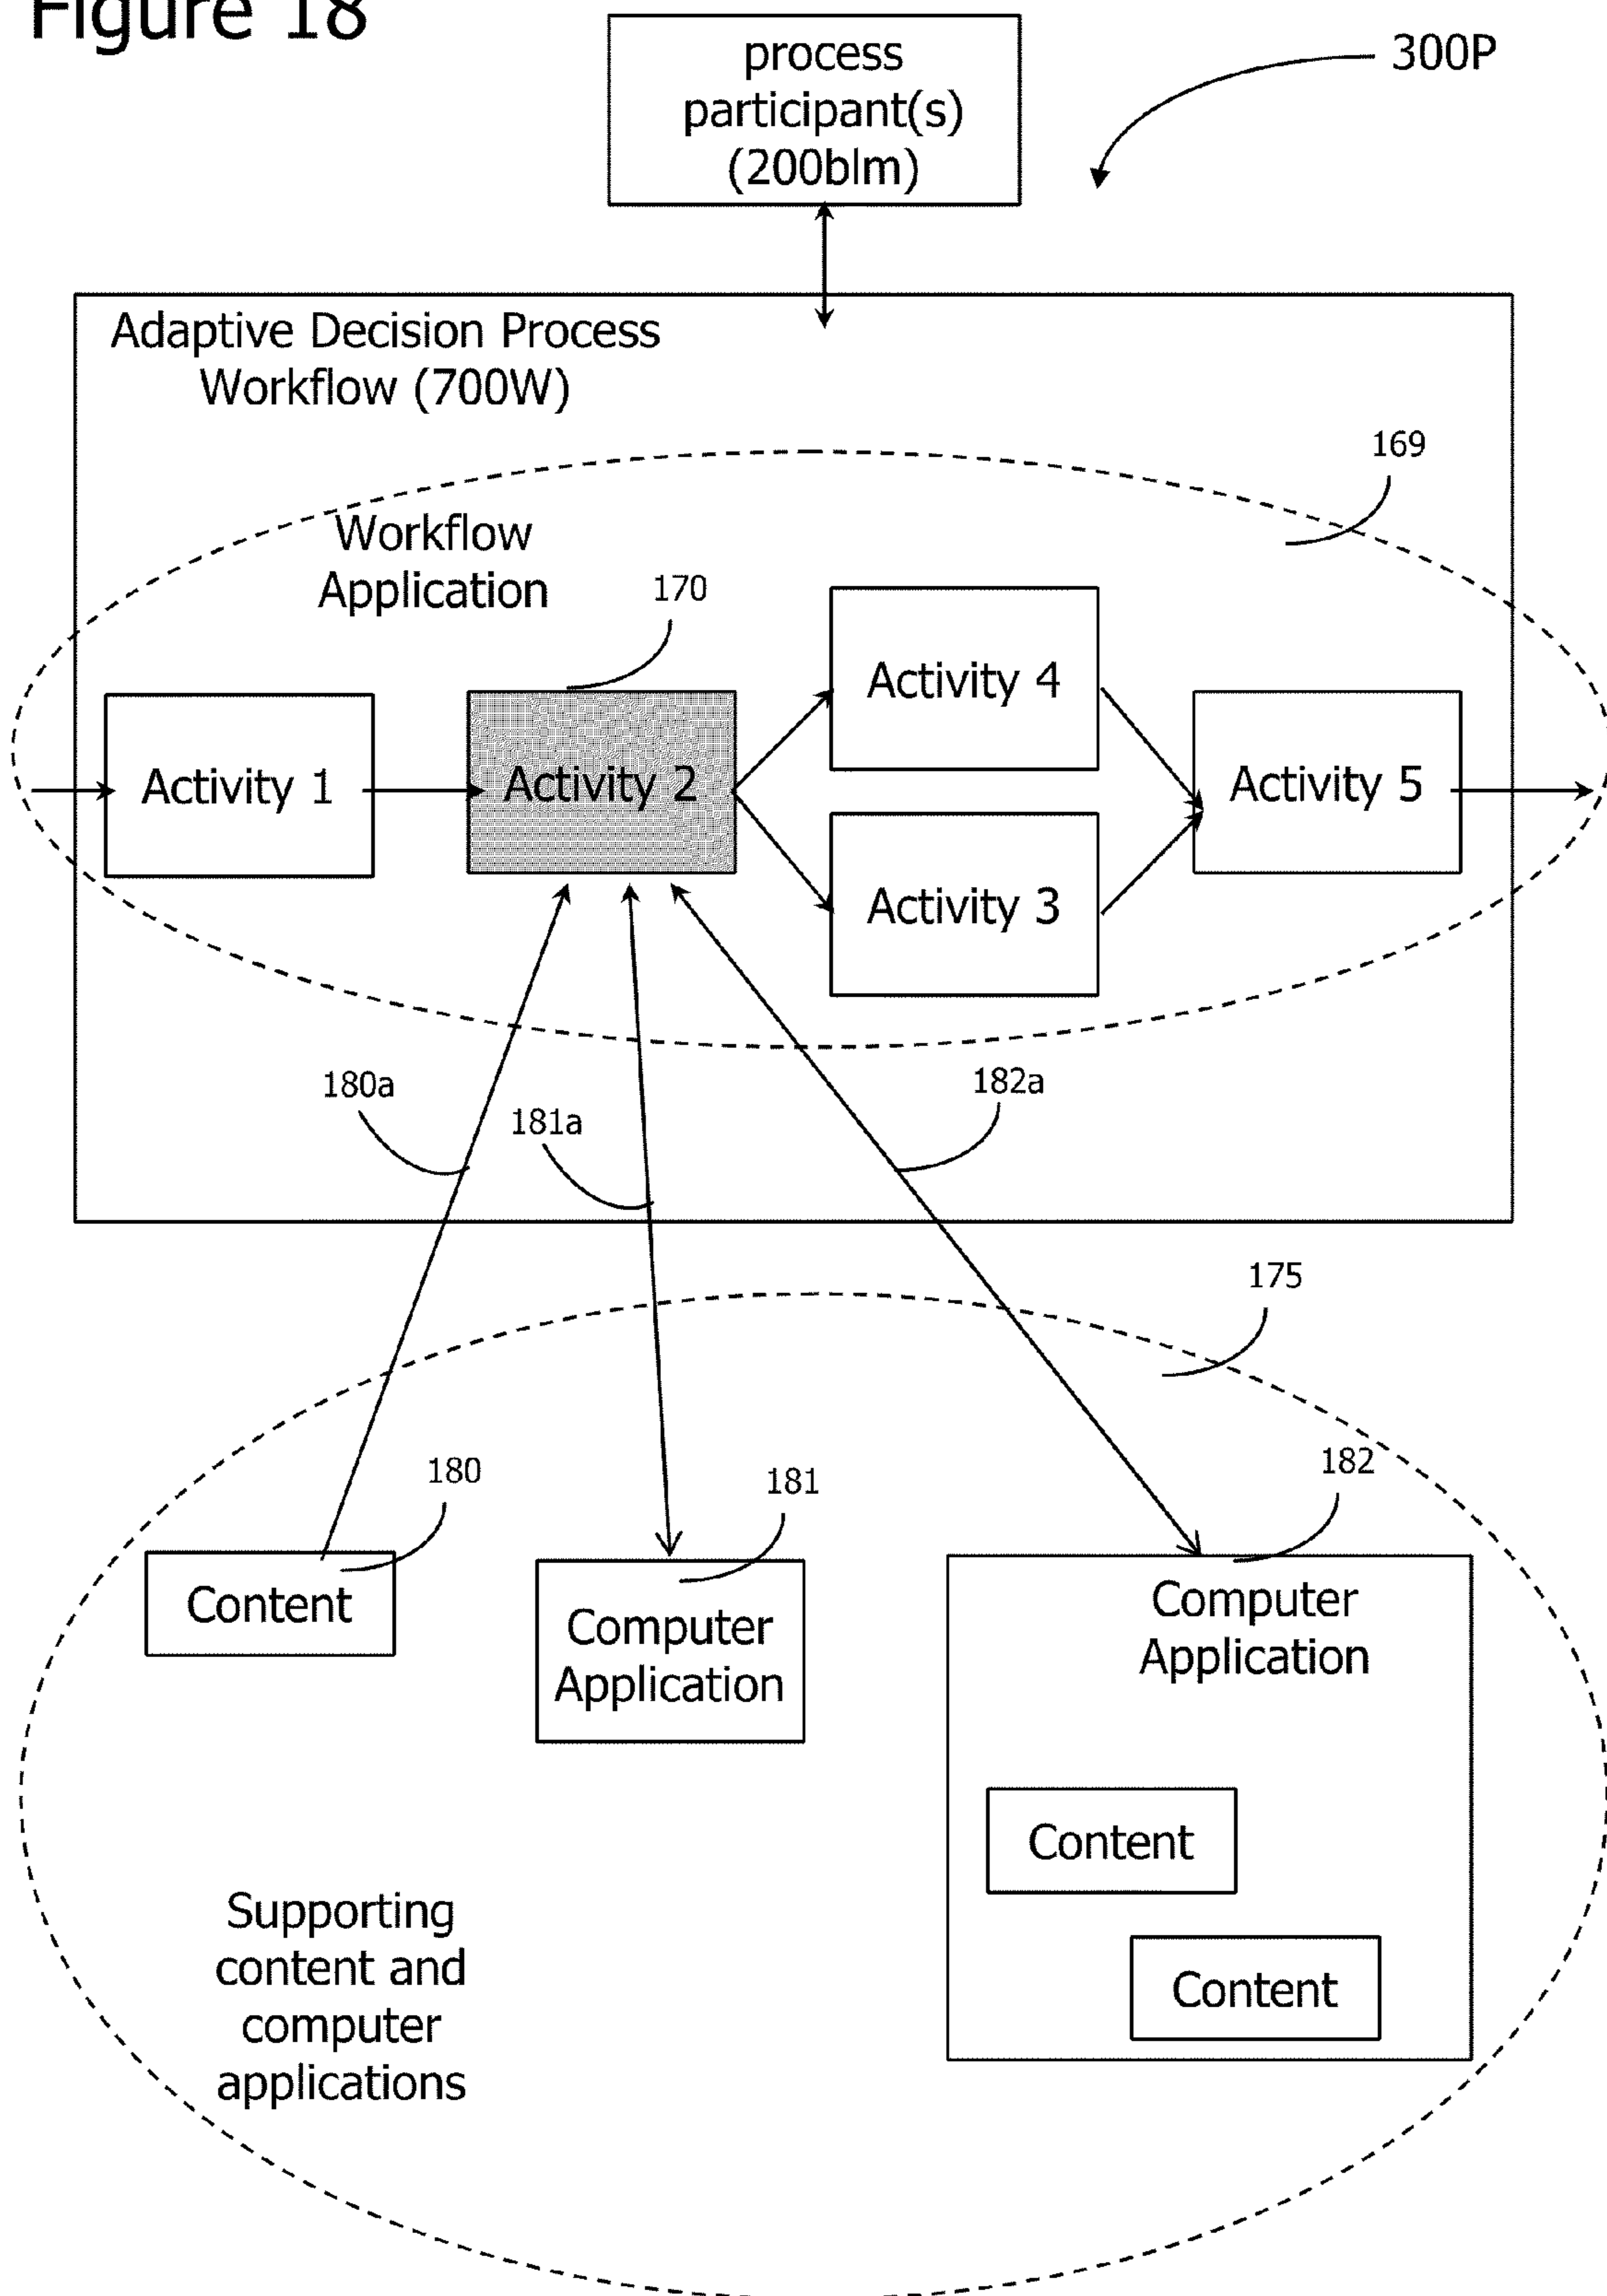 Figure 18
process
participant(s)
(200blm)
300P
Adaptive Decision Process
Workflow (700W)
169
Workflow
Application
170
Activity 4
Activity 1
Activity 2
Activity 5
Activity 3
180a
181a
182a
175
180
181
182
Content
Computer
Application
Computer
Application
Content
Content
Supporting
content and
computer
applications